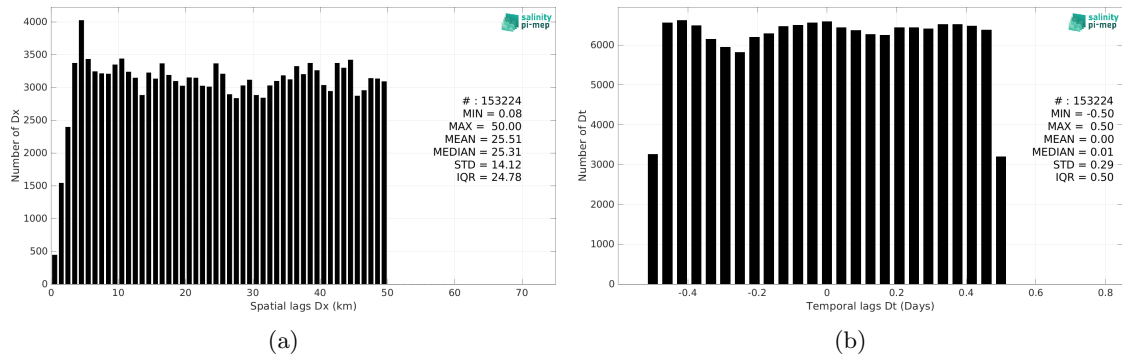 4000
3500
3000
2500
2000
1500
1000
500
0
Number of Dx
salinity
pi-mep
# : 153224
MIN = 0.08
MAX = 50.00
MEAN = 25.51
MEDIAN = 25.31
STD = 14.12
IQR = 24.78
0 10 20 30 40 50 60 70
Spatial lags Dx (km)
(a)
6000
5000
4000
3000
2000
1000
0
Number of Dt
salinity
pi-mep
# : 153224
MIN = -0.50
MAX = 0.50
MEAN = 0.00
MEDIAN = 0.01
STD = 0.29
IQR = 0.50
-0.4 -0.2 0 0.2 0.4 0.6 0.8
Temporal lags Dt (Days)
(b)